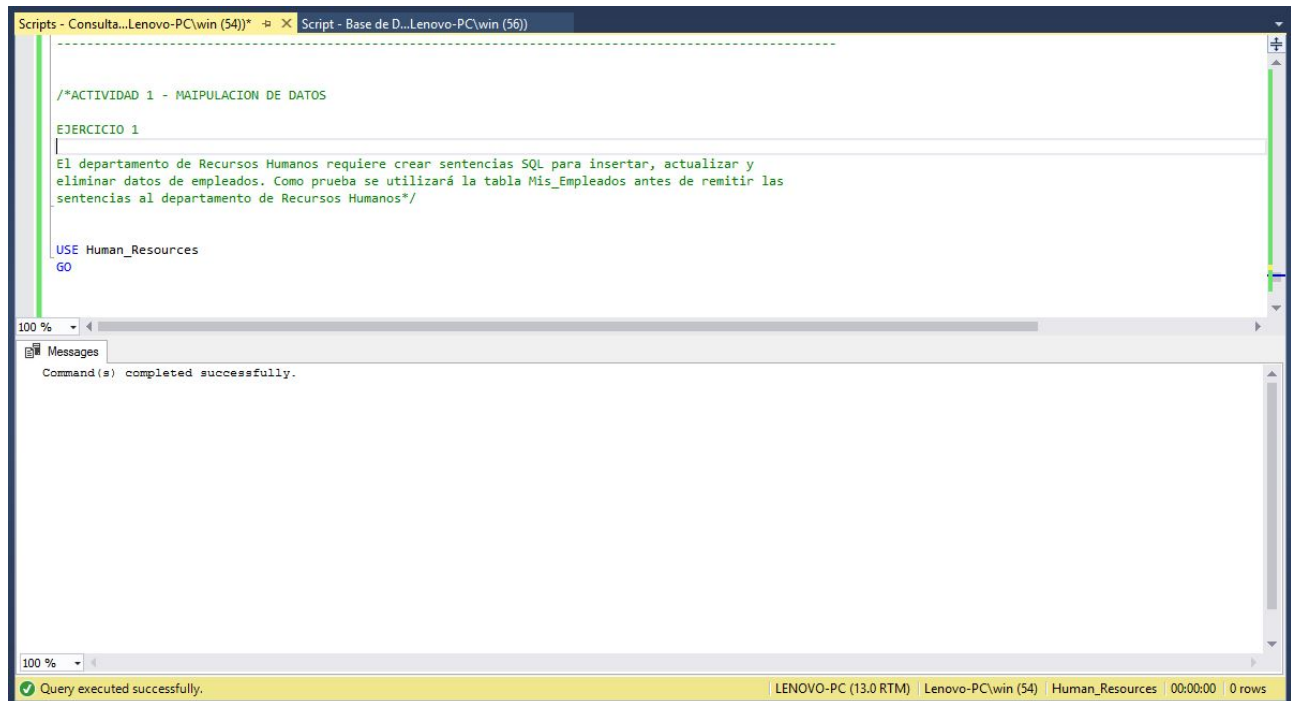 Scripts - Consulta...Lenovo-PC\win (54))* Script - Base de D...Lenovo-PC\win (56))
/*ACTIVIDAD 1 - MAIPULACION DE DATOS
EJERCICIO 1
El departamento de Recursos Humanos requiere crear sentencias SQL para insertar, actualizar y
eliminar datos de empleados. Como prueba se utilizará la tabla Mis_Empleados antes de remitir las
sentencias al departamento de Recursos Humanos*/
USE Human_Resources
GO
100 %
Messages
Command(s) completed successfully.
100 %
Query executed successfully. LENOVO-PC (13.0 RTM) Lenovo-PC\win (54) Human_Resources 00:00:00 0 rows